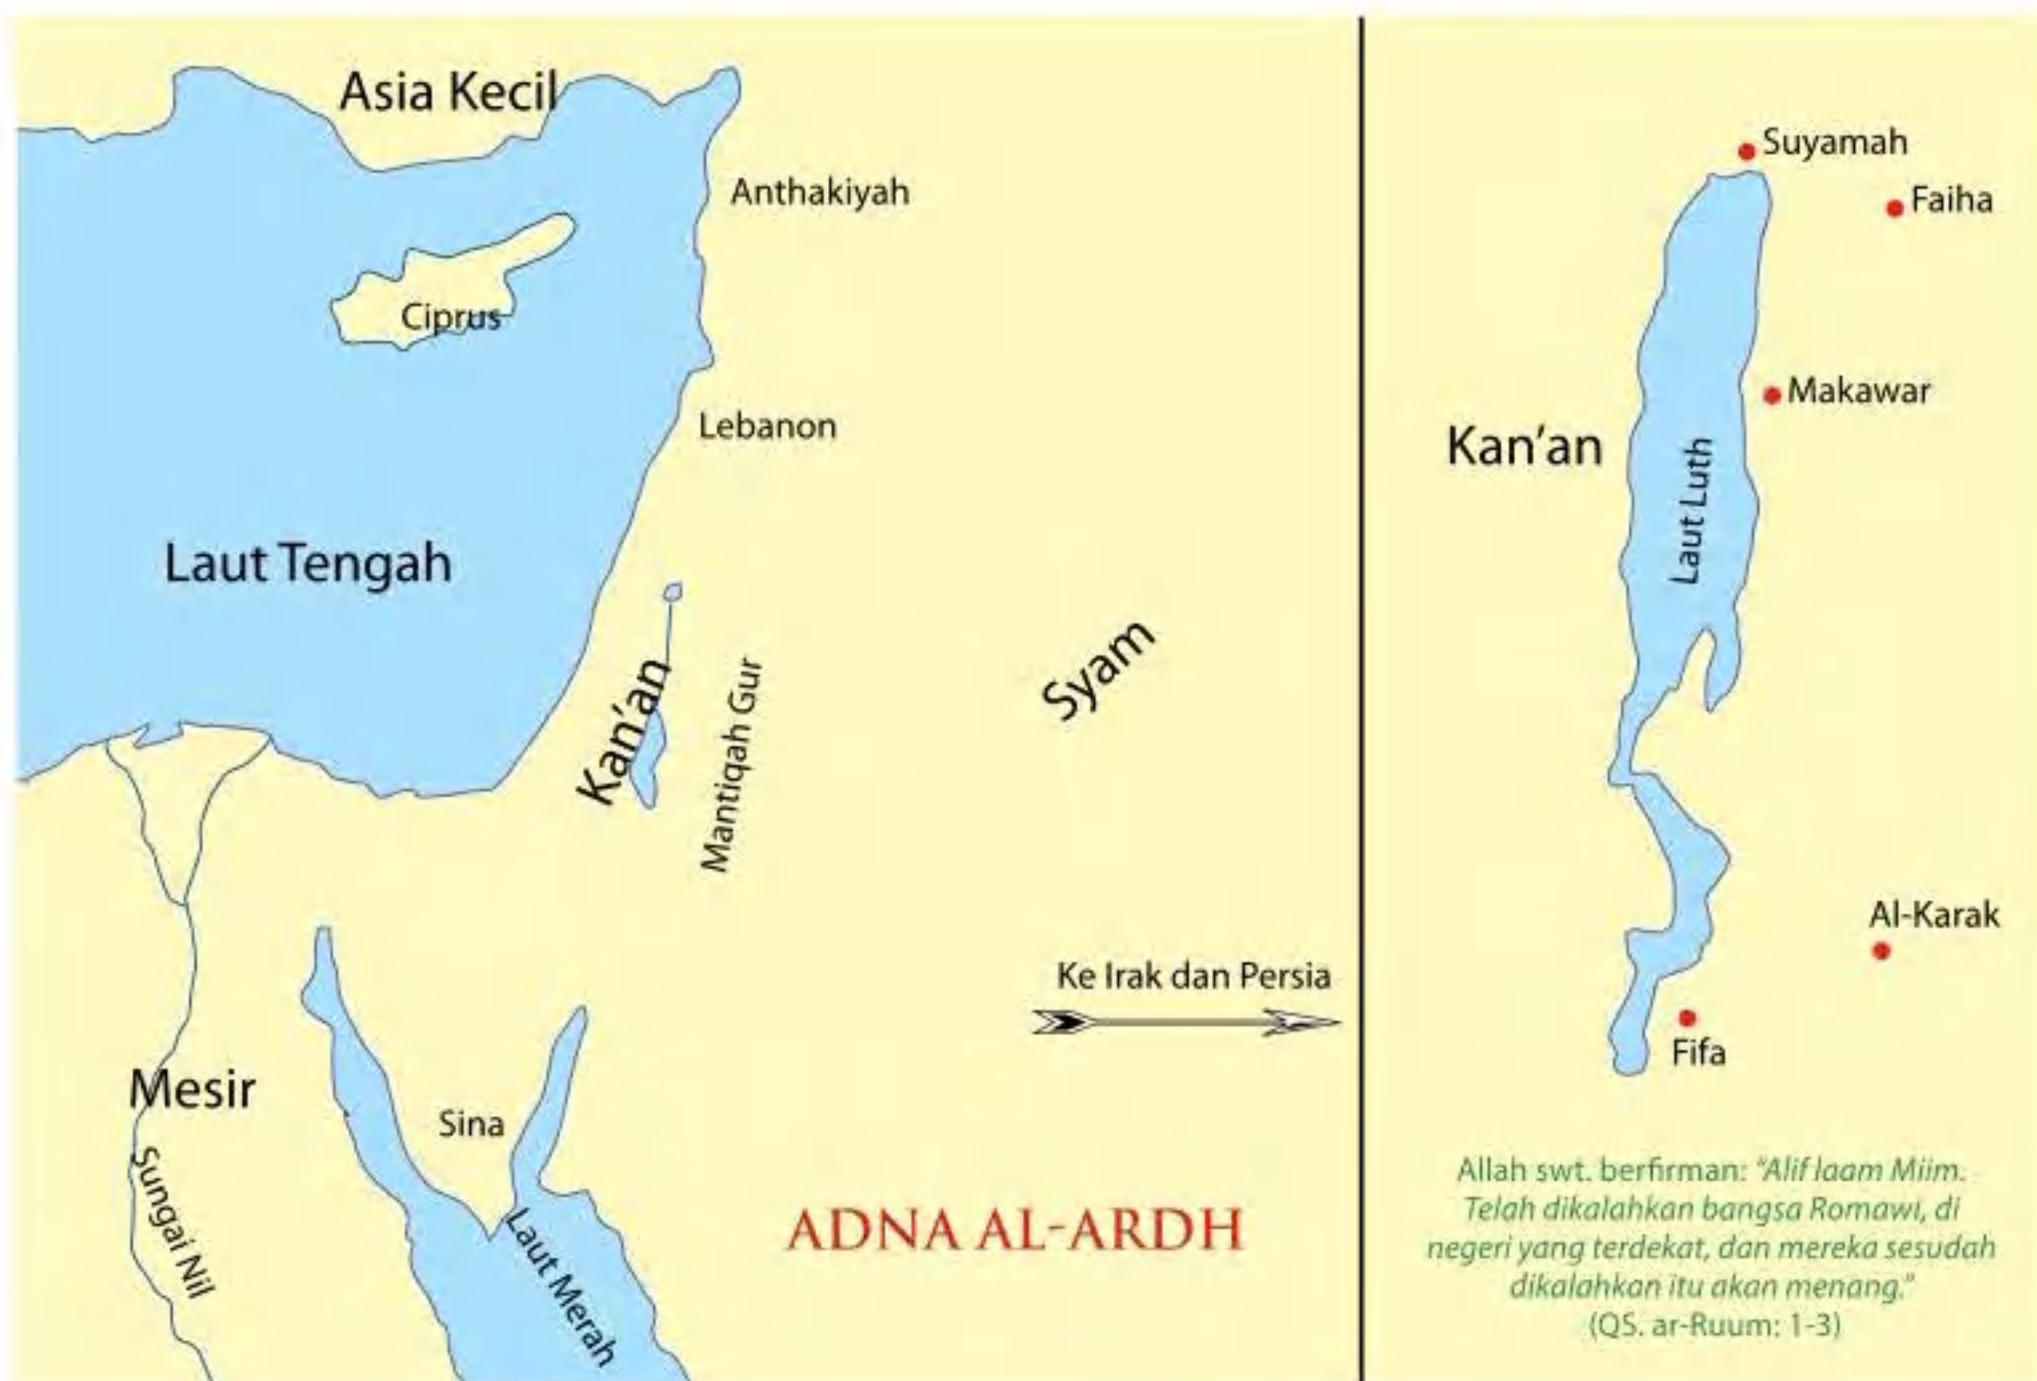 Asia Kecil
Anthakiyah
Ciprus
Lebanon
Laut Tengah
Kan'an
Mantiqah Gur
Syam
Ke Irak dan Persia
Mesir
Sina
Sungai Nil
Laut Merah
ADNA AL-ARDH
Suyamah
Faiha
Makawar
Kan'an
Laut Luth
Al-Karak
Fifa
Allah swt. berfirman: "Alif laam Miim.
Telah dikalahkan bangsa Romawi, di
negeri yang terdekat, dan mereka sesudah
dikalahkan itu akan menang."
(QS. ar-Ruum: 1-3)